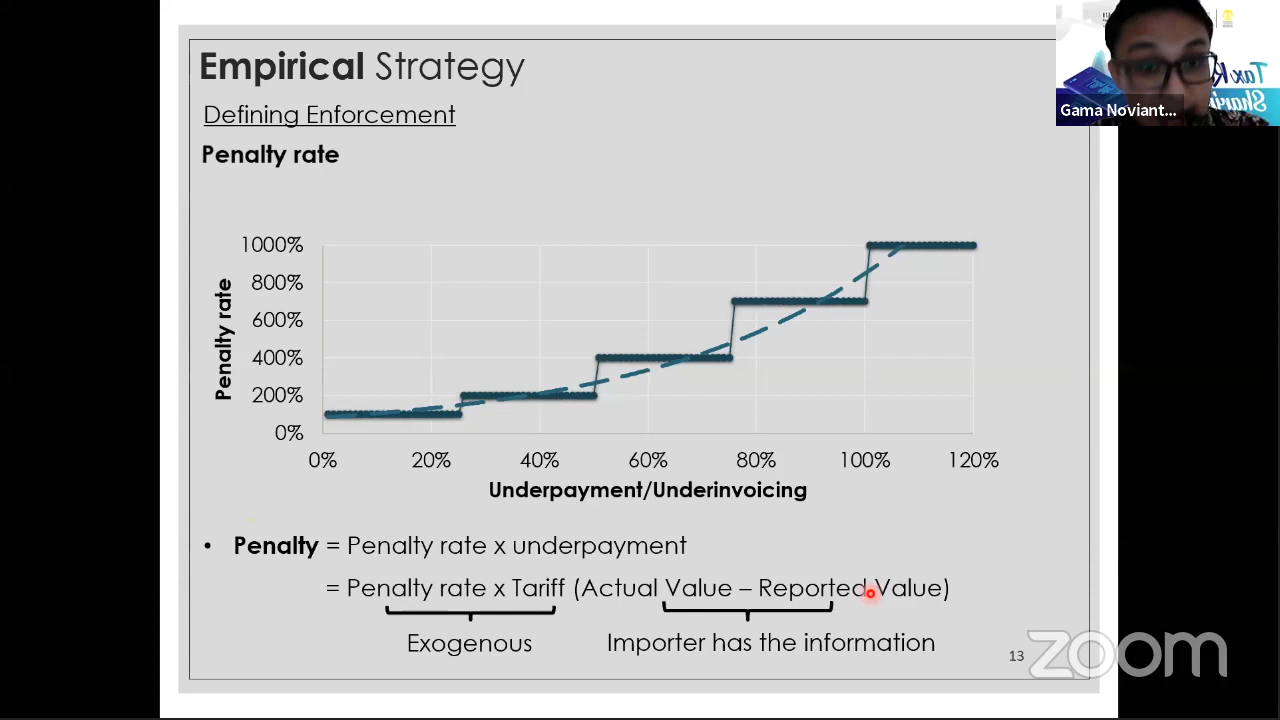 Empirical Strategy
Defining Enforcement
Penalty rate
Tax
Gama Noviant...
1000%
800%
600%
400%
200%
0%
Penalty rate
0% 20% 40% 60% 80% 100% 120%
Underpayment/Underinvoicing
• Penalty = Penalty rate x underpayment
= Penalty rate x Tariff (Actual Value – Reported Value)
Exogenous Importer has the information
13
zoom